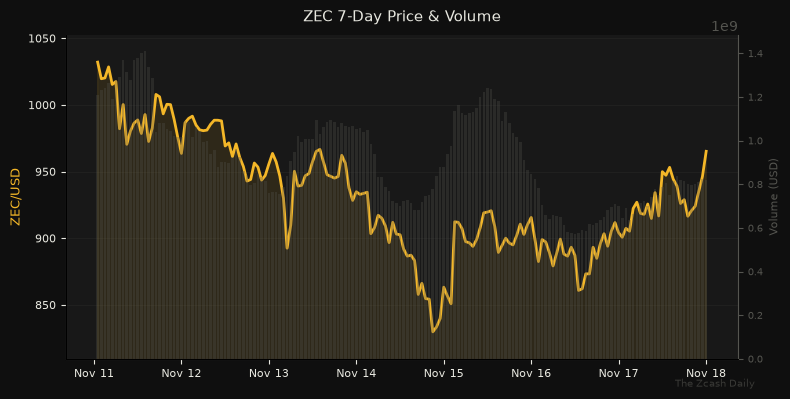 ZEC 7-Day Price & Volume
1e9
1050
1000
950
900
850
ZEC/USD
1.4
1.2
1.0
0.8
0.6
0.4
0.2
0.0
Volume (USD)
Nov 11 Nov 12 Nov 13 Nov 14 Nov 15 Nov 16 Nov 17 Nov 18
The Zcash Daily